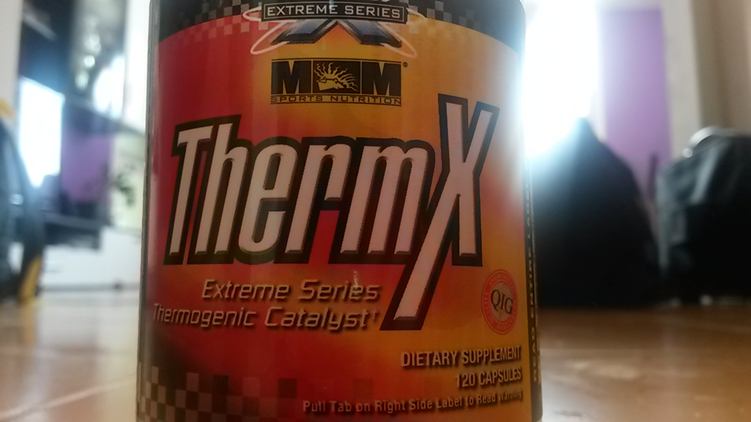 EXTREME SERIES
X
M M ®
SPORTS NUTRITION
ThermX
Extreme Series
Thermogenic Catalyst†
QIG
DIETARY SUPPLEMENT
120 CAPSULES
Pull Tab on Right Side Label to Read Warning